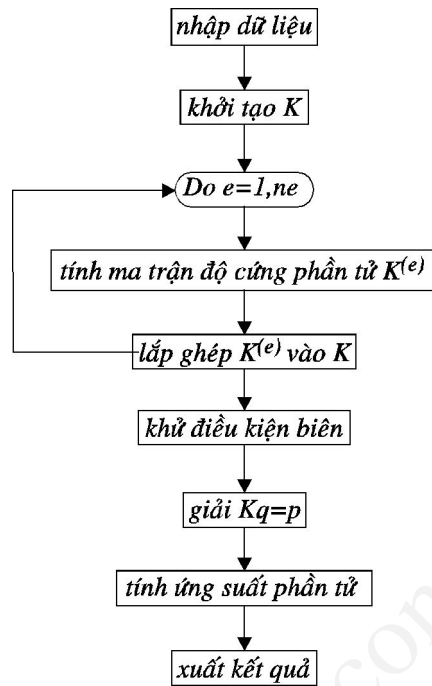 nhập dữ liệu
khởi tạo K
Do e=1,ne
tính ma trận độ cứng phần tử K^(e)
lắp ghép K^(e) vào K
khử điều kiện biên
giải Kq=p
tính ứng suất phần tử
xuất kết quả
.com